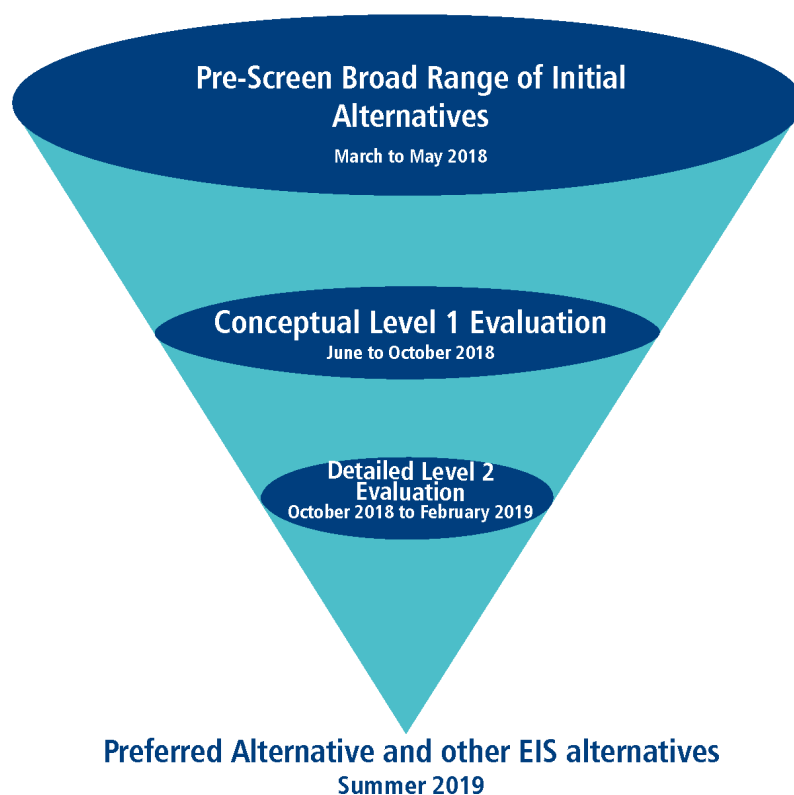 Pre-Screen Broad Range of Initial
Alternatives
March to May 2018
Conceptual Level 1 Evaluation
June to October 2018
Detailed Level 2
Evaluation
October 2018 to February 2019
Preferred Alternative and other EIS alternatives
Summer 2019